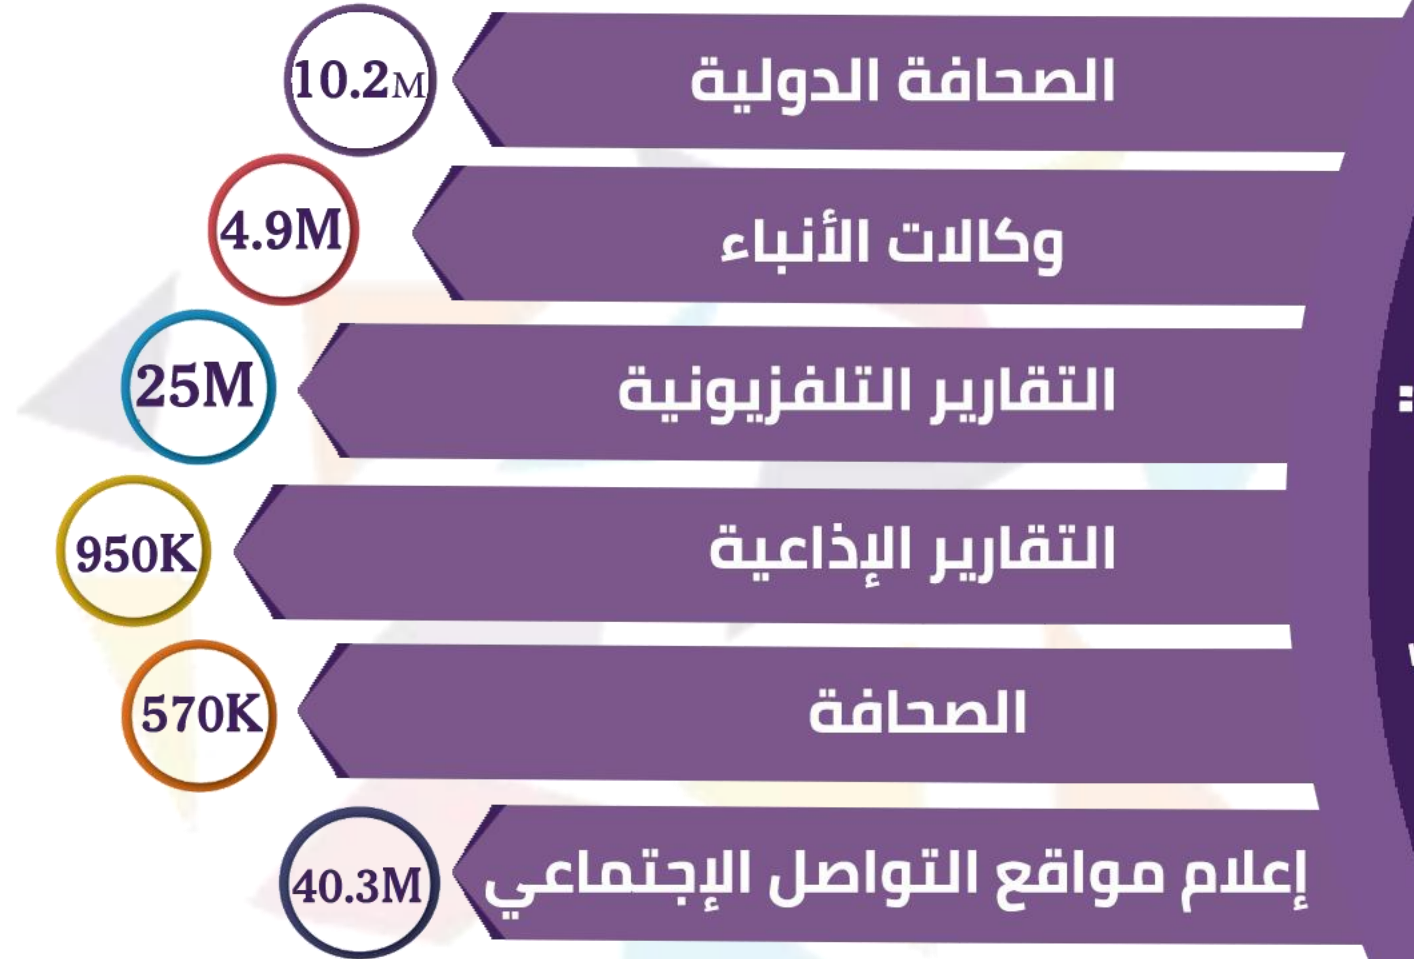 الصحافة الدولية
10.2M
وكالات الأنباء
4.9M
التقارير التلفزيونية
25M
التقارير الإذاعية
950K
الصحافة
570K
إعلام مواقع التواصل الإجتماعي
40.3M